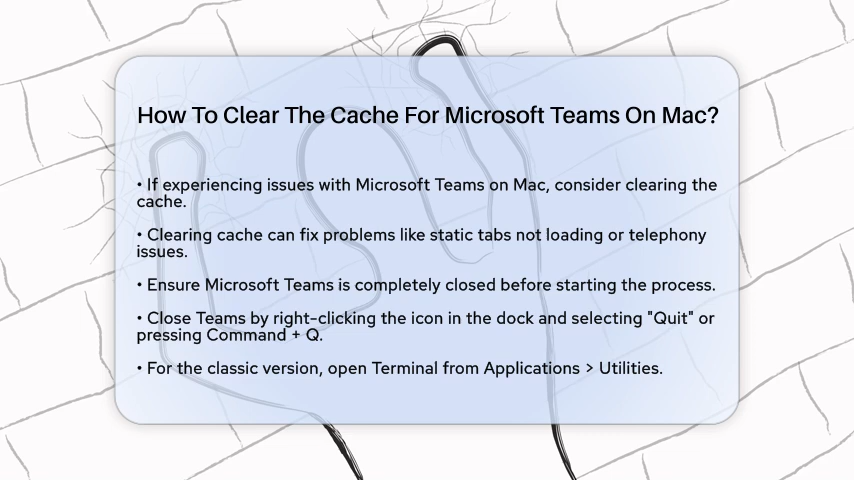 How To Clear The Cache For Microsoft Teams On Mac?
• If experiencing issues with Microsoft Teams on Mac, consider clearing the
cache.
• Clearing cache can fix problems like static tabs not loading or telephony
issues.
• Ensure Microsoft Teams is completely closed before starting the process.
• Close Teams by right-clicking the icon in the dock and selecting "Quit" or
pressing Command + Q.
• For the classic version, open Terminal from Applications > Utilities.